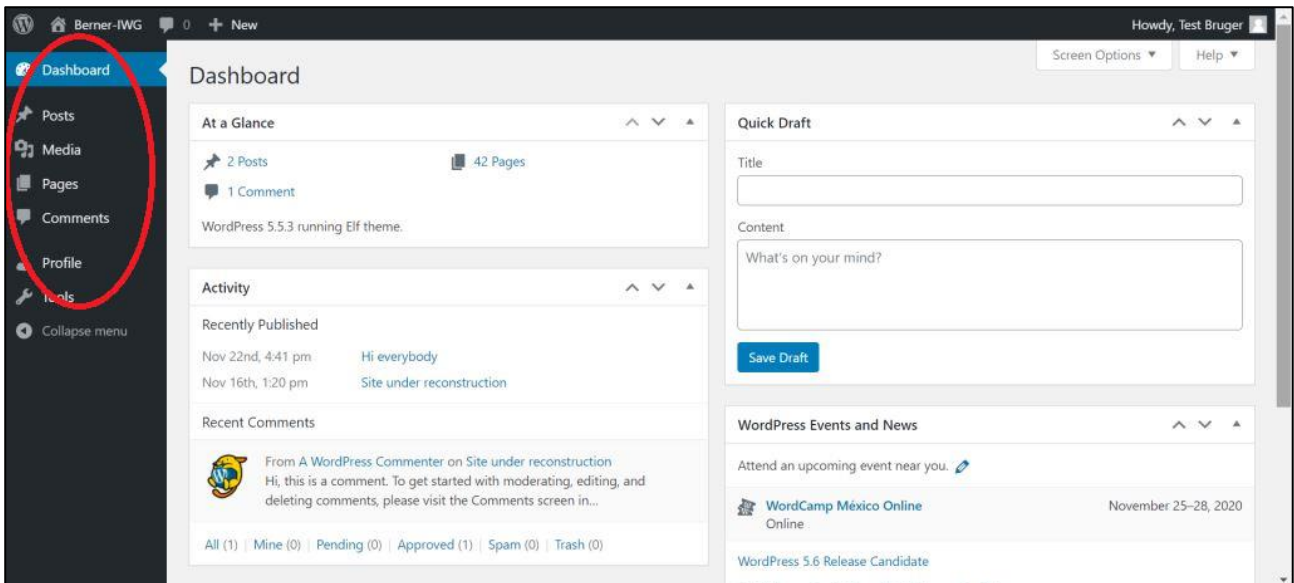 Berner-IWG 0 + New Howdy, Test Bruger
Screen Options ▼ Help ▼
Dashboard
Posts
Media
Pages
Comments
Profile
Tools
Collapse menu
Dashboard
At a Glance
2 Posts 42 Pages
1 Comment
WordPress 5.5.3 running Elf theme.
Activity
Recently Published
Nov 22nd, 4:41 pm Hi everybody
Nov 16th, 1:20 pm Site under reconstruction
Recent Comments
From A WordPress Commenter on Site under reconstruction
Hi, this is a comment. To get started with moderating, editing, and
deleting comments, please visit the Comments screen in...
All (1) | Mine (0) | Pending (0) | Approved (1) | Spam (0) | Trash (0)
Quick Draft
Title
Content
What's on your mind?
Save Draft
WordPress Events and News
Attend an upcoming event near you.
WordCamp México Online November 25–28, 2020
Online
WordPress 5.6 Release Candidate